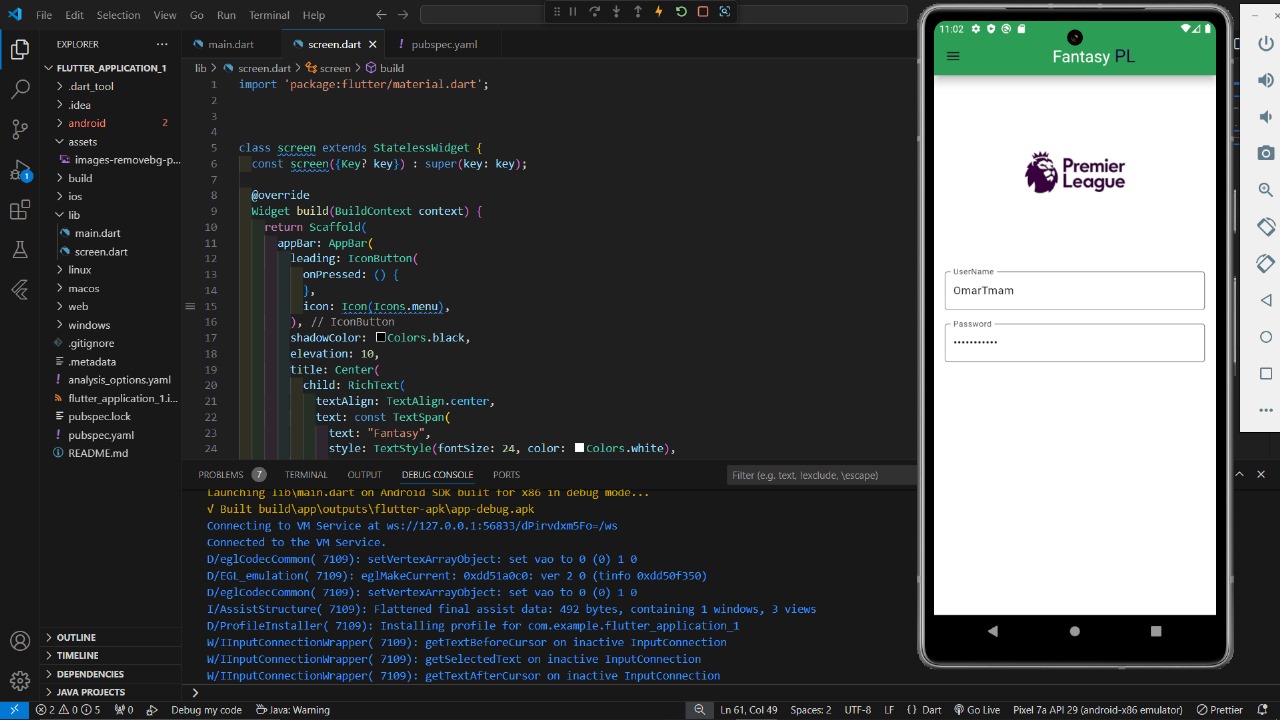 File Edit Selection View Go Run Terminal Help
EXPLORER
FLUTTER_APPLICATION_1
.dart_tool
.idea
android 2
assets
images-removebg-p...
build
ios
lib
main.dart
screen.dart
linux
macos
web
windows
.gitignore
.metadata
analysis_options.yaml
flutter_application_1.i...
pubspec.lock
pubspec.yaml
README.md
OUTLINE
TIMELINE
DEPENDENCIES
JAVA PROJECTS
1
main.dart screen.dart pubspec.yaml
lib > screen.dart > screen > build
1 import 'package:flutter/material.dart';
2
3
4
5 class screen extends StatelessWidget {
6 const screen({Key? key}) : super(key: key);
7
8 @override
9 Widget build(BuildContext context) {
10 return Scaffold(
11 appBar: AppBar(
12 leading: IconButton(
13 onPressed: () {
14 },
15 icon: Icon(Icons.menu),
16 ), // IconButton
17 shadowColor: Colors.black,
18 elevation: 10,
19 title: Center(
20 child: RichText(
21 textAlign: TextAlign.center,
22 text: const TextSpan(
23 text: "Fantasy",
24 style: TextStyle(fontSize: 24, color: Colors.white),
PROBLEMS 7 TERMINAL OUTPUT DEBUG CONSOLE PORTS
Filter (e.g. text, !exclude, \escape)
Launching lib\main.dart on Android SDK built for x86 in debug mode...
√ Built build\app\outputs\flutter-apk\app-debug.apk
Connecting to VM Service at ws://127.0.0.1:56833/dPirvdxm5Fo=/ws
Connected to the VM Service.
D/eglCodecCommon( 7109): setVertexArrayObject: set vao to 0 (0) 1 0
D/EGL_emulation( 7109): eglMakeCurrent: 0xdd51a0c0: ver 2 0 (tinfo 0xdd50f350)
D/eglCodecCommon( 7109): setVertexArrayObject: set vao to 0 (0) 1 0
I/AssistStructure( 7109): Flattened final assist data: 492 bytes, containing 1 windows, 3 views
D/ProfileInstaller( 7109): Installing profile for com.example.flutter_application_1
W/IInputConnectionWrapper( 7109): getTextBeforeCursor on inactive InputConnection
W/IInputConnectionWrapper( 7109): getSelectedText on inactive InputConnection
W/IInputConnectionWrapper( 7109): getTextAfterCursor on inactive InputConnection
11:02
Fantasy PL
Premier
League
UserName
OmarTmam
Password
•••••••••••
2 0 5 0 Debug my code Java: Warning Ln 61, Col 49 Spaces: 2 UTF-8 LF {} Dart Go Live Pixel 7a API 29 (android-x86 emulator) Prettier